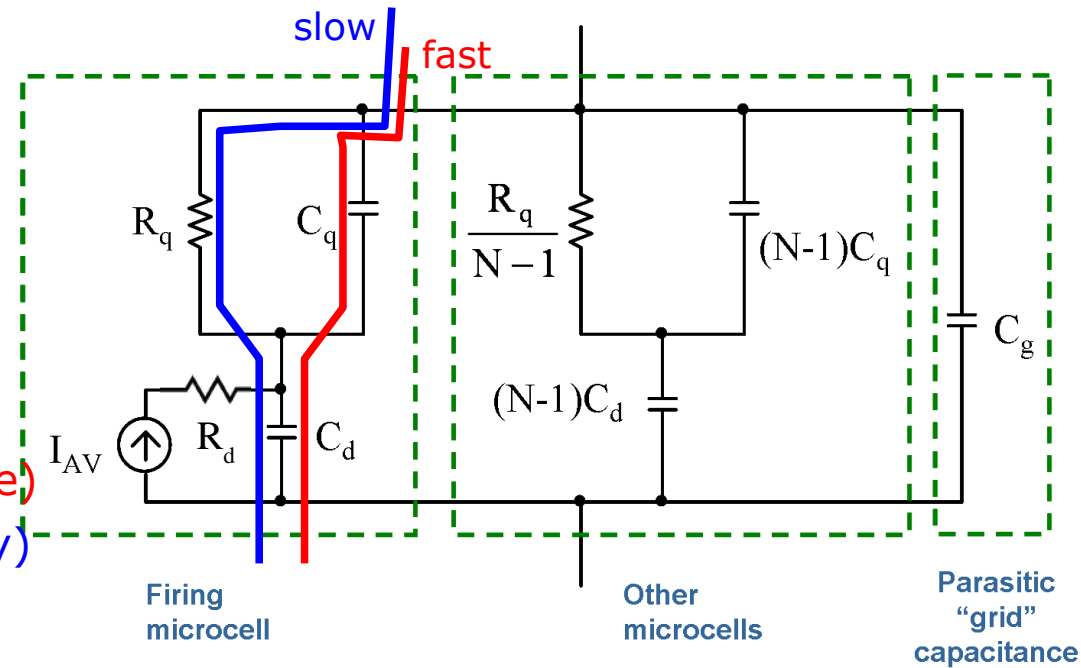 slow
fast
R_q
C_q
R_q
N − 1
(N-1)C_q
C_g
(N-1)C_d
I_AV
R_d
C_d
e)
y)
Firing
microcell
Other
microcells
Parasitic
“grid”
capacitance